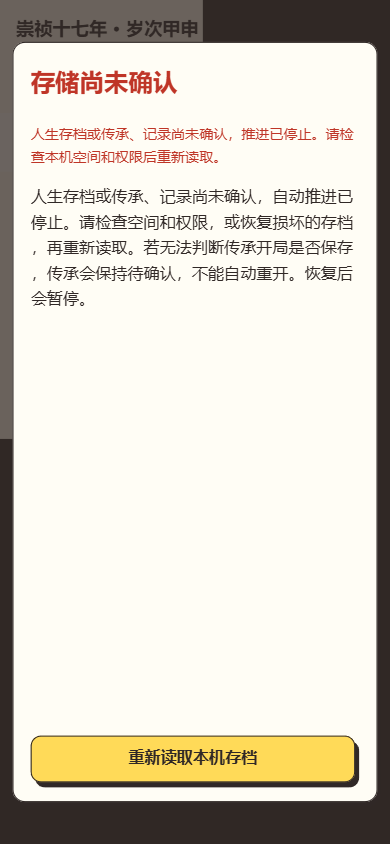 崇祯十七年·岁次甲申
存储尚未确认
人生存档或传承、记录尚未确认，推进已停止。请检
查本机空间和权限后重新读取。
人生存档或传承、记录尚未确认，自动推进已
停止。请检查空间和权限，或恢复损坏的存档
，再重新读取。若无法判断传承开局是否保存
，传承会保持待确认，不能自动重开。恢复后
会暂停。
重新读取本机存档